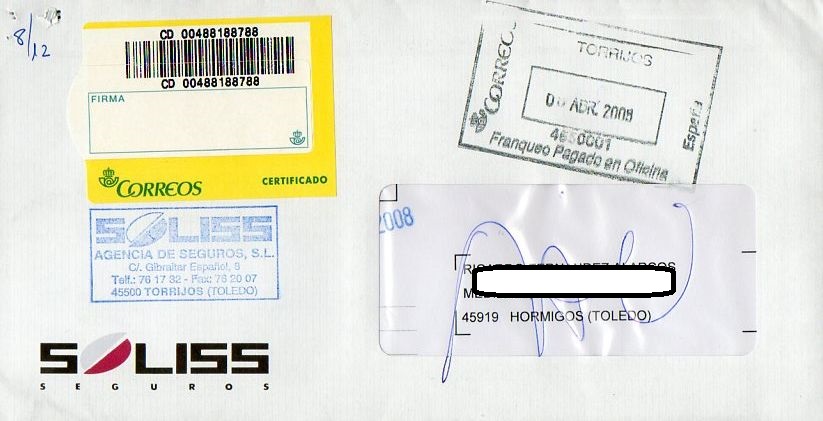 8/12
CD 00488188788
CD 00488188788
FIRMA
CORREOS
CERTIFICADO
CORREOS
TORRIJOS
ABR. 2008
Franqueo Pagado en Oficina
España
SOLISS
AGENCIA DE SEGUROS, S.L.
C/. Gibraltar Español, 8
Telf.: 76 17 32 - Fax: 76 20 07
45500 TORRIJOS (TOLEDO)
2008
45919 HORMIGOS (TOLEDO)
SOLISS
SEGUROS